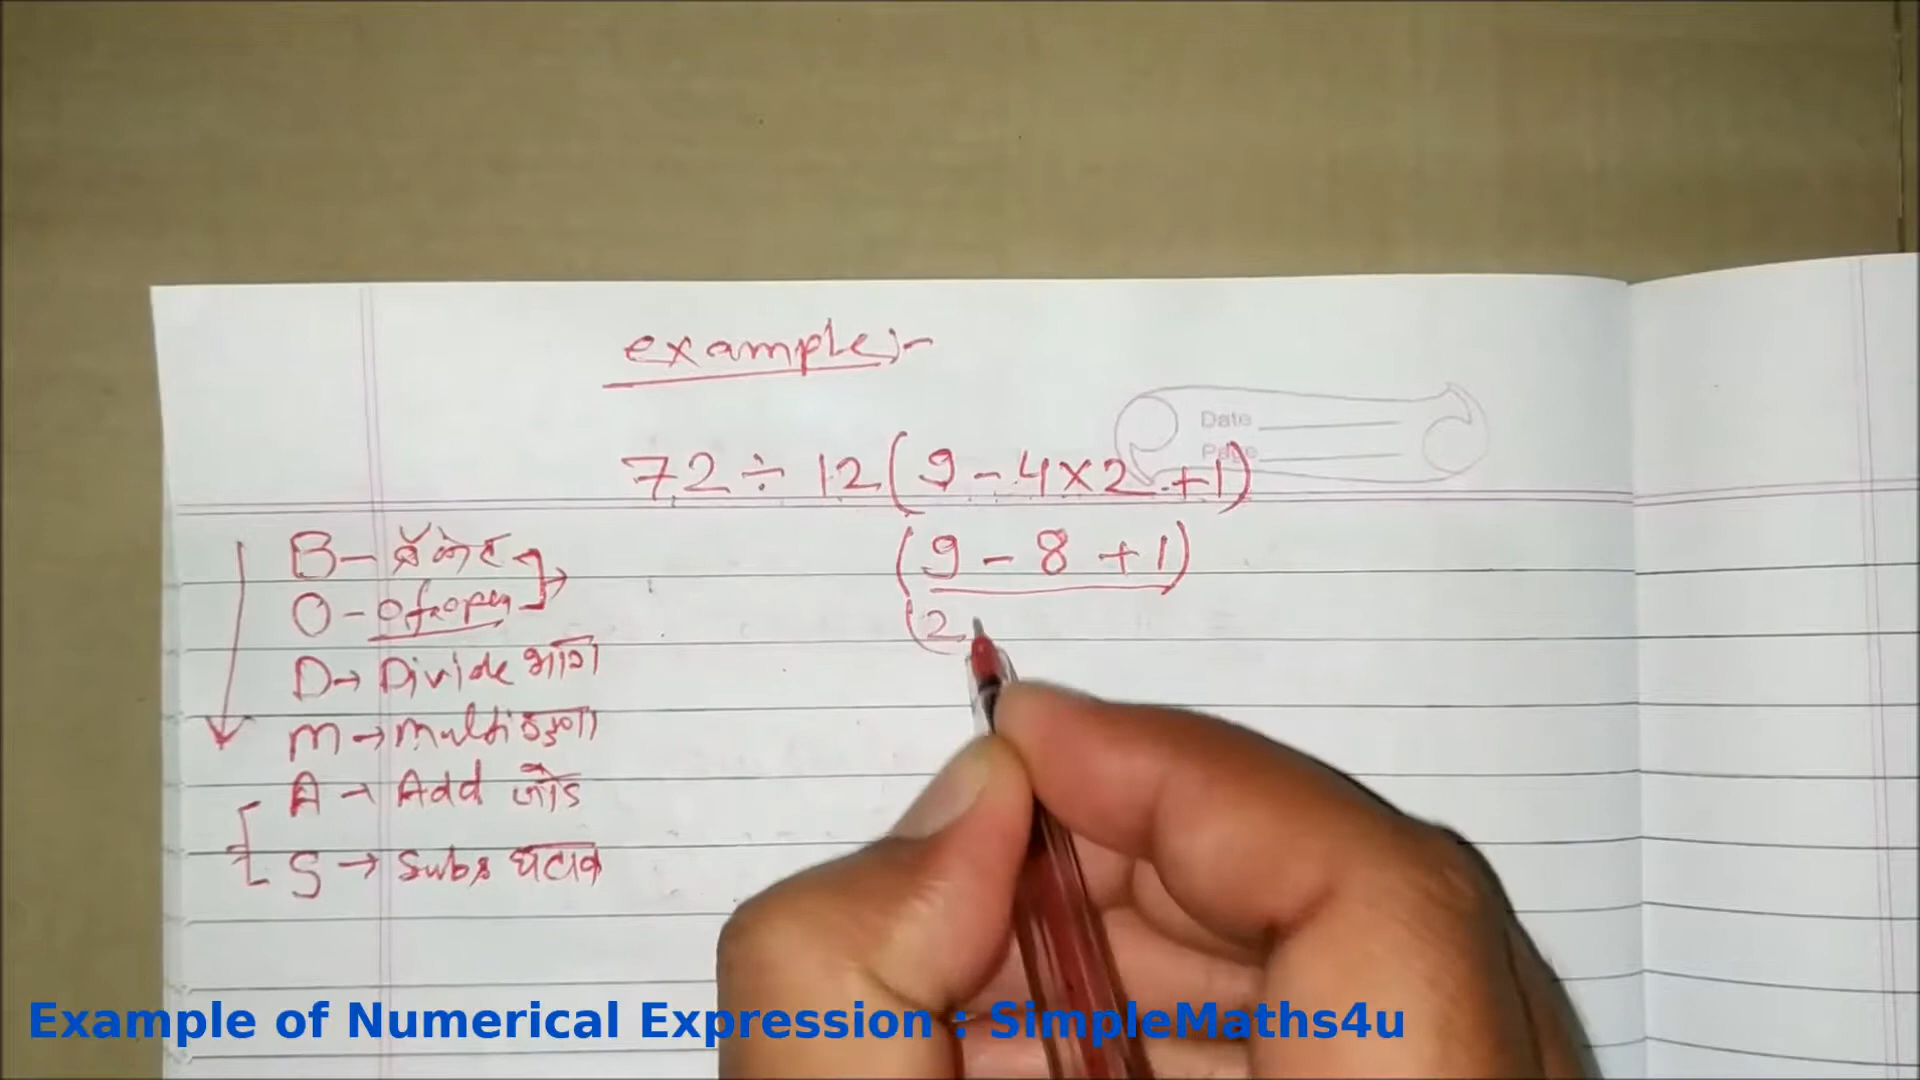 example:-
Date
Page
72 ÷ 12(9 - 4×2 + 1)
(9 - 8 + 1)
(2
B - ब्रेकेट
O - of open
D → Divide भाग
M → Multi गुणा
A → Add जोड
S → Subs घटाव
Example of Numerical Expression : SimpleMaths4u